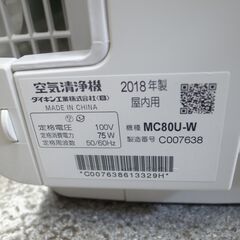 空気清浄機
ダイキン工業株式会社(草)
MADE IN CHINA
定格電圧 100V
定格消費電力 75W
定格周波数 50/60Hz
2018年製
屋内用
機種 MC80U-W
製造番号 C007638
*C007638613329H*